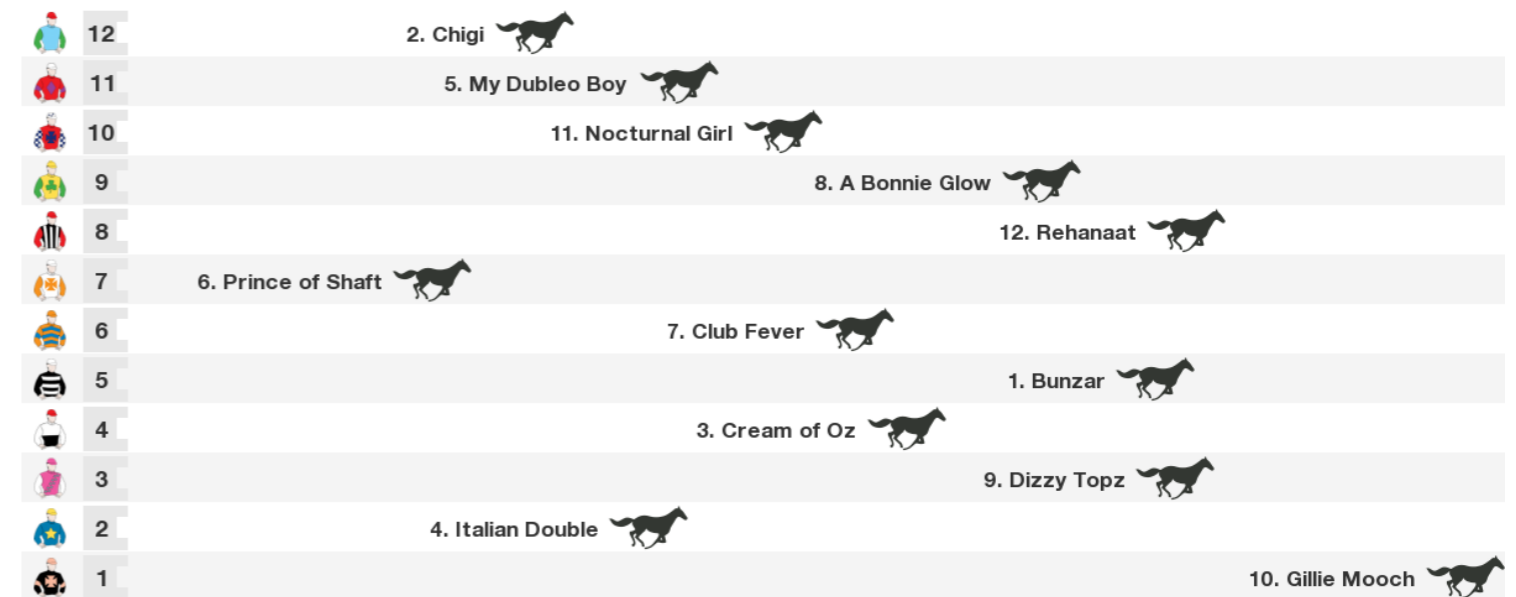 12 2. Chigi
11 5. My Dubleo Boy
10 11. Nocturnal Girl
9 8. A Bonnie Glow
8 12. Rehanaat
7 6. Prince of Shaft
6 7. Club Fever
5 1. Bunzar
4 3. Cream of Oz
3 9. Dizzy Topz
2 4. Italian Double
1 10. Gillie Mooch